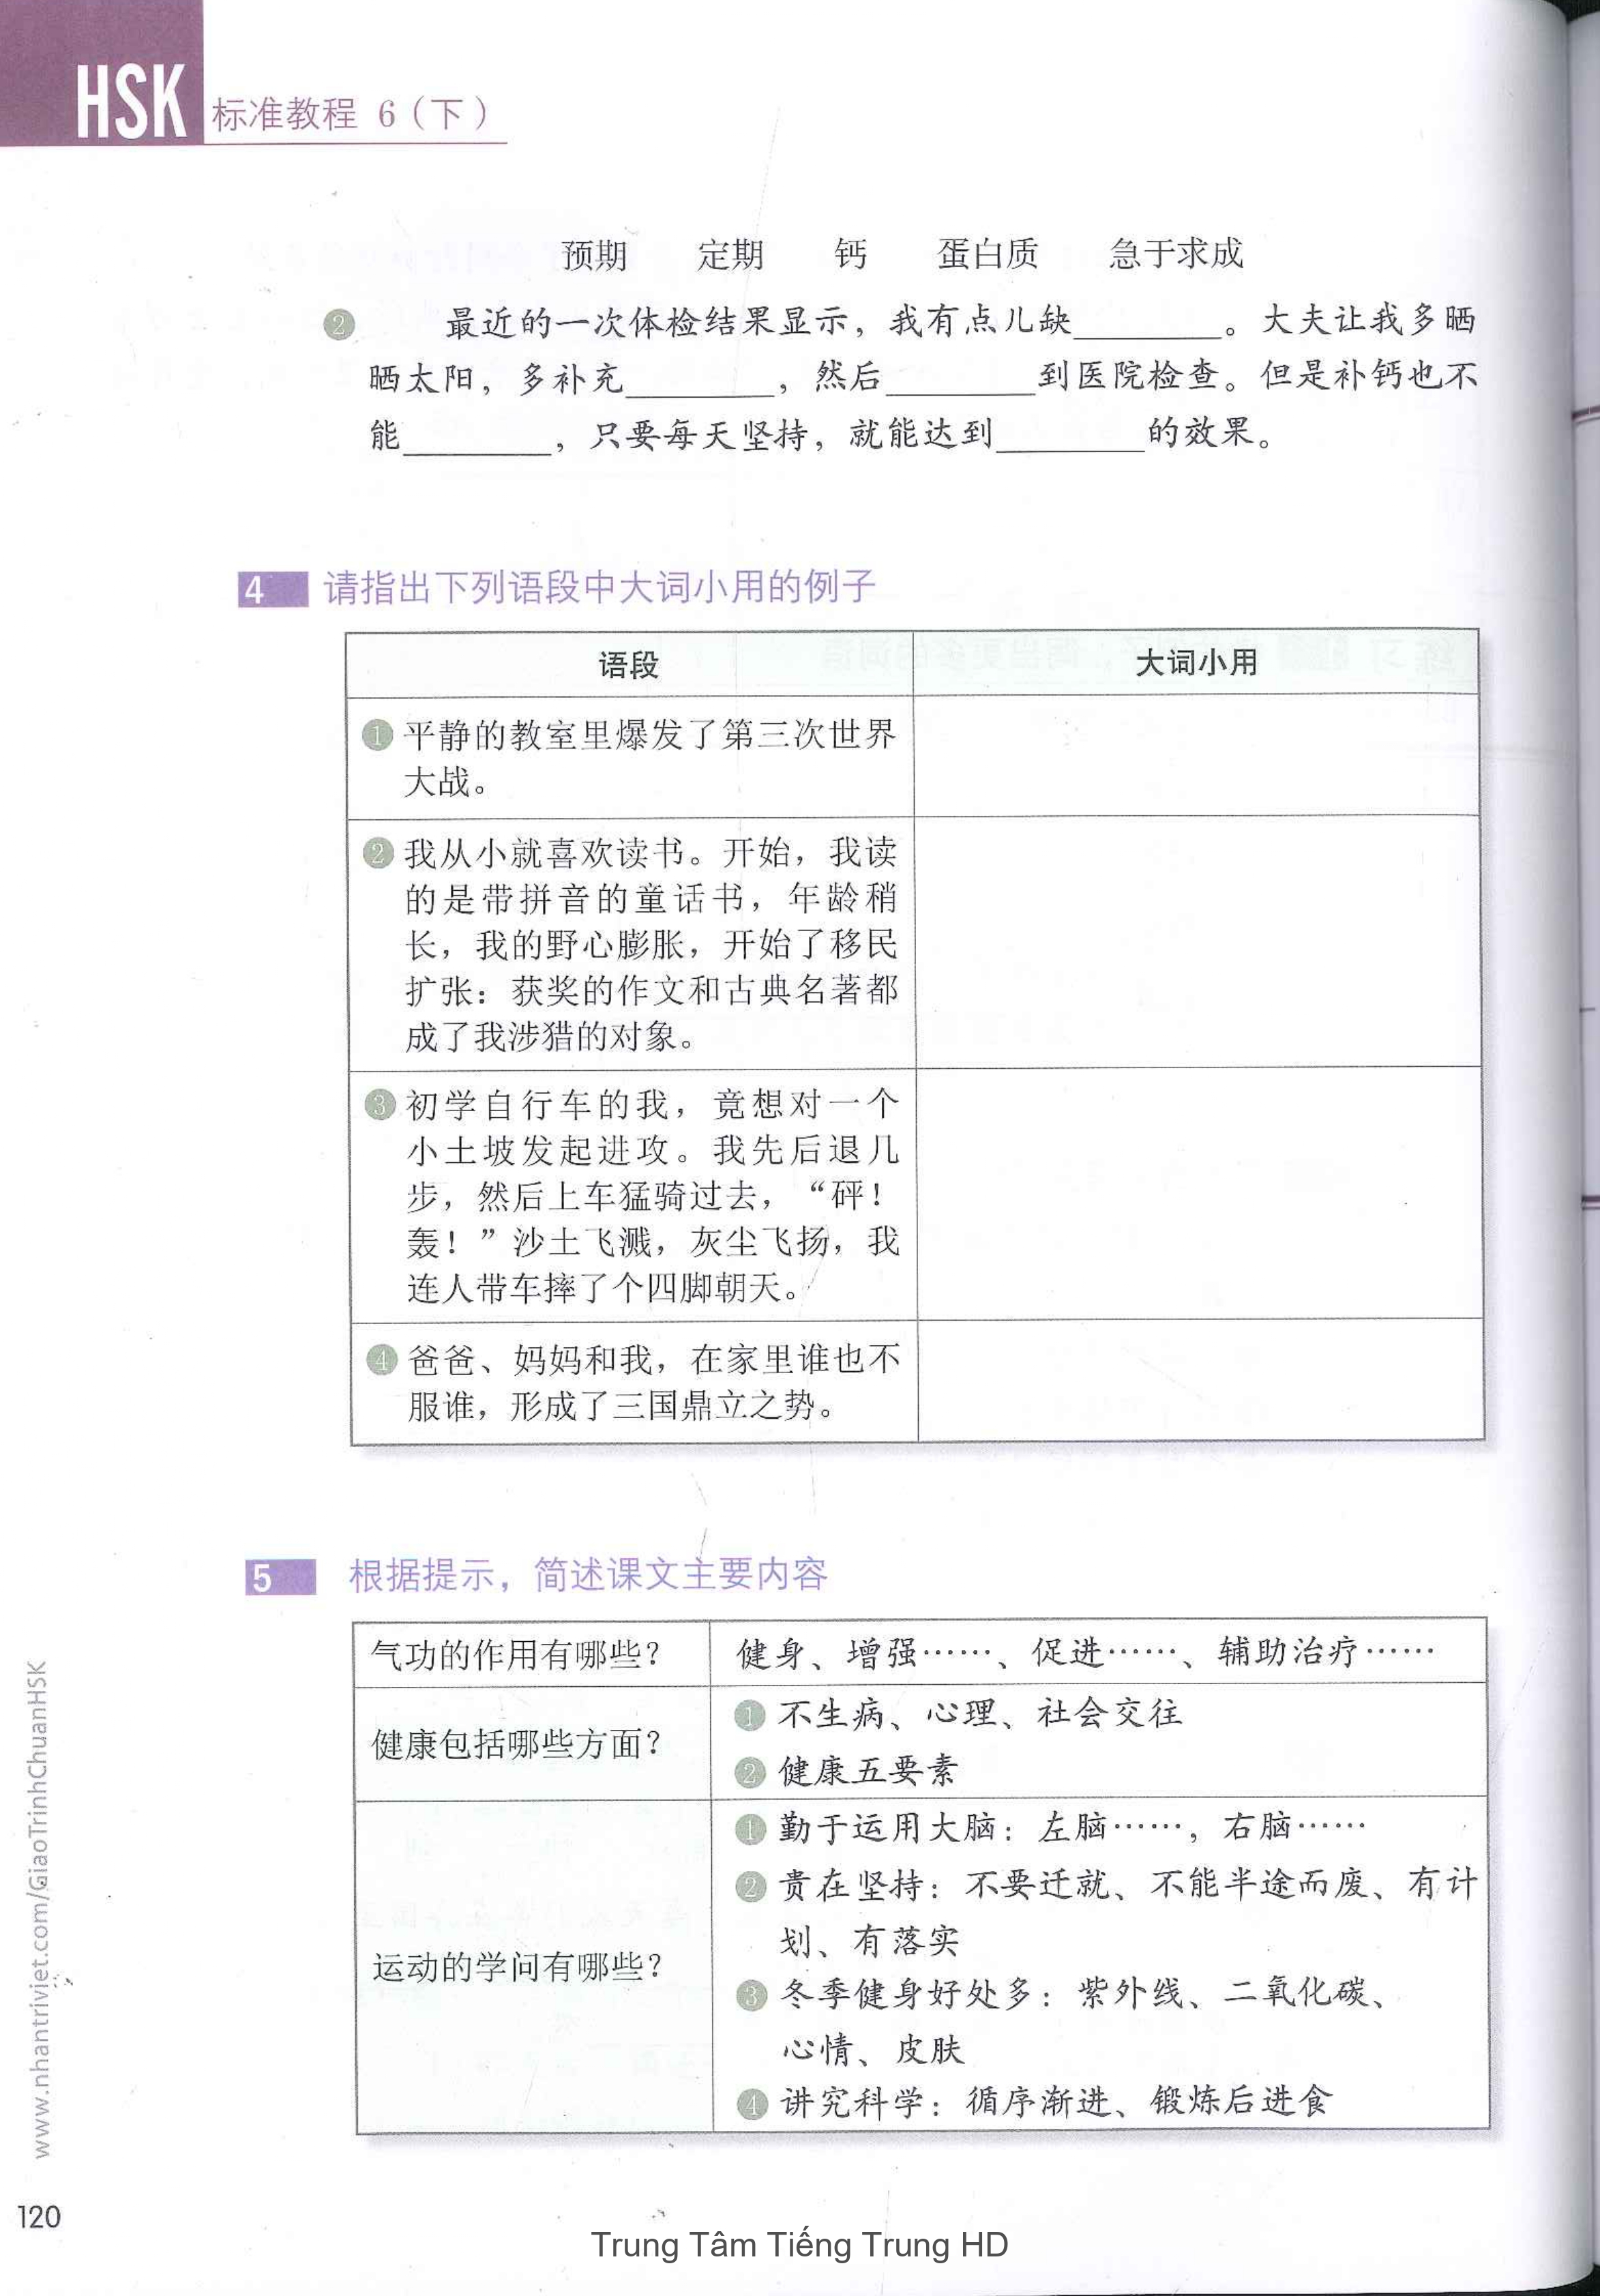 HSK 标准教程 6（下）
预期 定期 钙 蛋白质 急于求成
❷ 最近的一次体检结果显示，我有点儿缺________。大夫让我多晒
晒太阳，多补充________，然后________到医院检查。但是补钙也不
能________，只要每天坚持，就能达到________的效果。
4 请指出下列语段中大词小用的例子
语段 大词小用
❶ 平静的教室里爆发了第三次世界
大战。
❷ 我从小就喜欢读书。开始，我读
的是带拼音的童话书，年龄稍
长，我的野心膨胀，开始了移民
扩张：获奖的作文和古典名著都
成了我涉猎的对象。
❸ 初学自行车的我，竟想对一个
小土坡发起进攻。我先后退几
步，然后上车猛骑过去，“砰！
轰！”沙土飞溅，灰尘飞扬，我
连人带车摔了个四脚朝天。
❹ 爸爸、妈妈和我，在家里谁也不
服谁，形成了三国鼎立之势。
5 根据提示，简述课文主要内容
气功的作用有哪些？ 健身、增强……、促进……、辅助治疗……
健康包括哪些方面？
❶ 不生病、心理、社会交往
❷ 健康五要素
运动的学问有哪些？
❶ 勤于运用大脑：左脑……，右脑……
❷ 贵在坚持：不要迁就、不能半途而废、有计
划、有落实
❸ 冬季健身好处多：紫外线、二氧化碳、
心情、皮肤
❹ 讲究科学：循序渐进、锻炼后进食
www.nhantriviet.com/GiaoTrinhChuanHSK
120
Trung Tâm Tiếng Trung HD